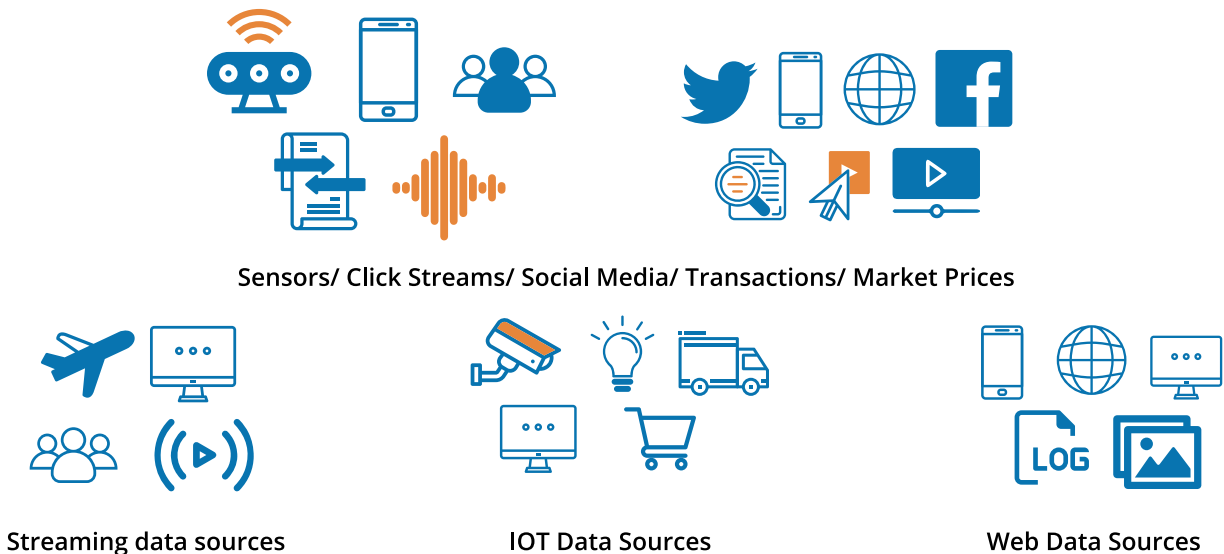 Sensors/ Click Streams/ Social Media/ Transactions/ Market Prices
LOG
Streaming data sources
IOT Data Sources
Web Data Sources